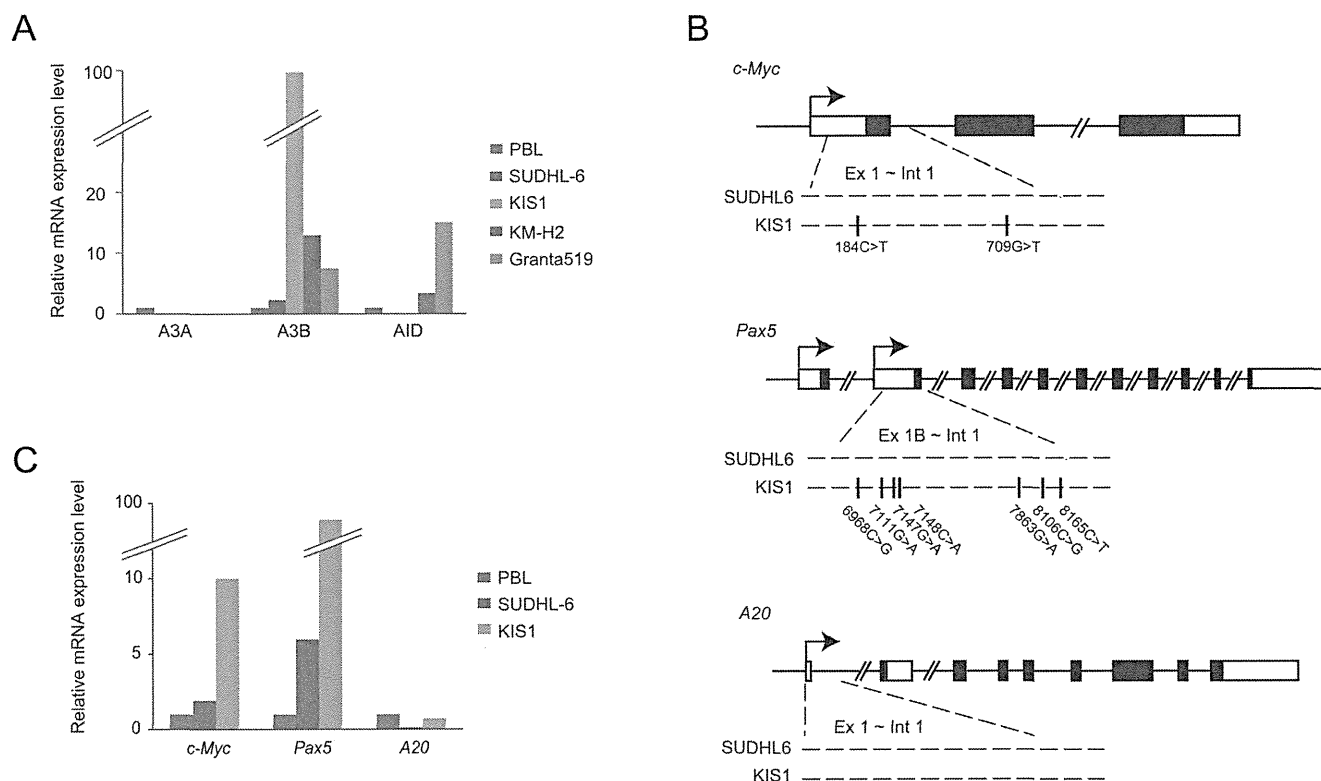 A
Relative mRNA expression level
100
20
10
0
A3A
A3B
AID
PBL
SUDHL-6
KIS1
KM-H2
Granta519
B
c-Myc
Ex 1 ~ Int 1
SUDHL6
KIS1
184C>T
709G>T
Pax5
Ex 1B ~ Int 1
SUDHL6
KIS1
6968C>G
7111G>A
7147G>A
7148C>A
7863G>A
8106C>G
8165C>T
A20
Ex 1 ~ Int 1
SUDHL6
KIS1
C
Relative mRNA expression level
100
10
5
0
c-Myc
Pax5
A20
PBL
SUDHL-6
KIS1